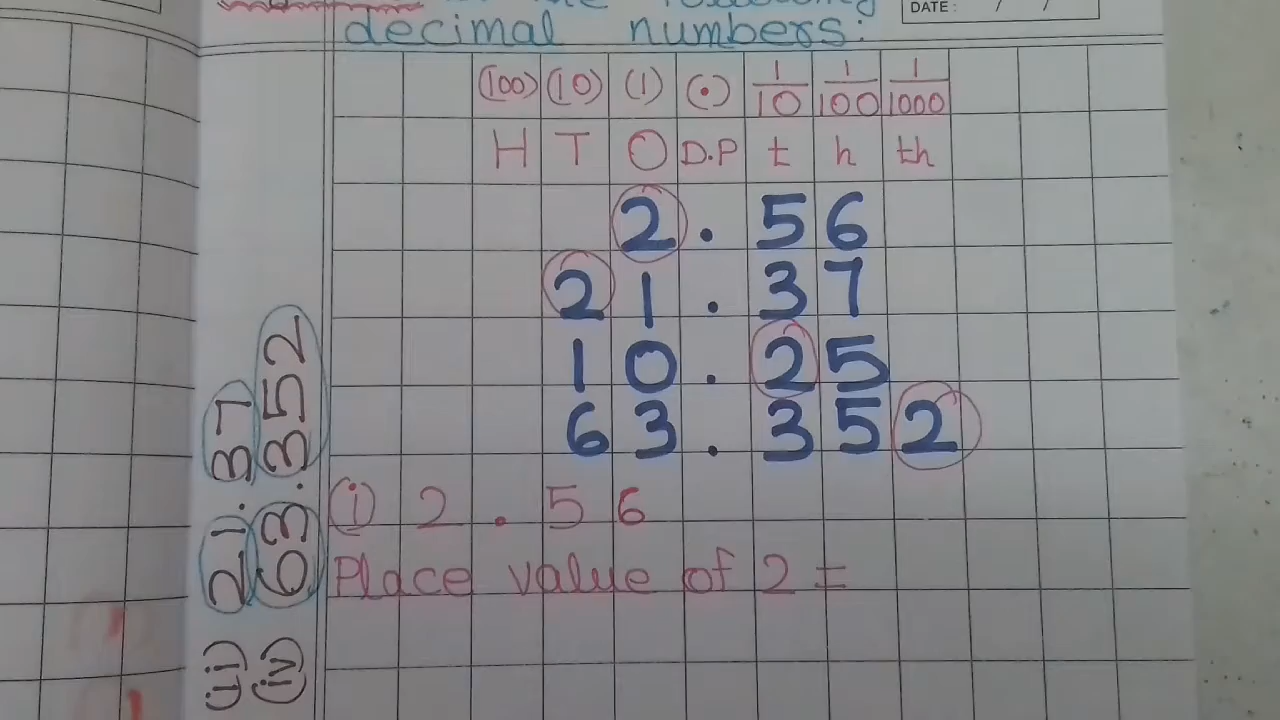 DATE: / /
decimal numbers:
(100) (10) (1) (.) 1/10 1/100 1/1000
H T O D.P t h th
2 . 5 6
2 1 . 3 7
1 0 . 2 5
6 3 . 3 5 2
(i) 2 . 5 6
Place value of 2 =
(ii) 21.37
(iv) 63.352